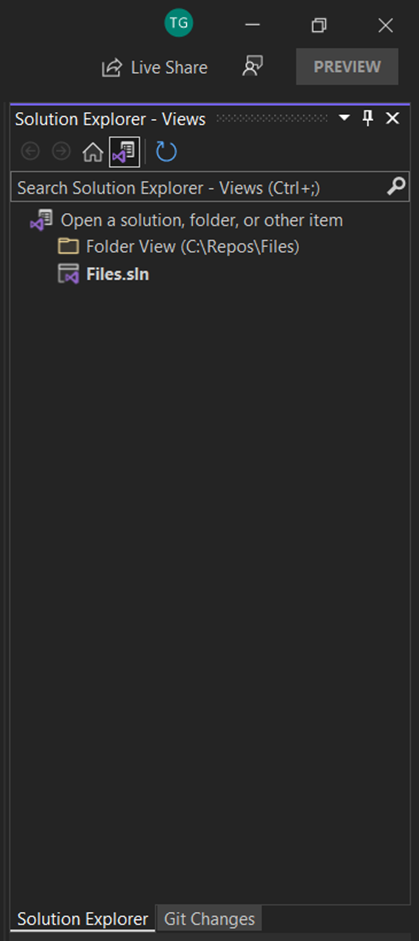 TG
Live Share
PREVIEW
Solution Explorer - Views
Search Solution Explorer - Views (Ctrl+;)
Open a solution, folder, or other item
Folder View (C:\Repos\Files)
Files.sln
Solution Explorer
Git Changes